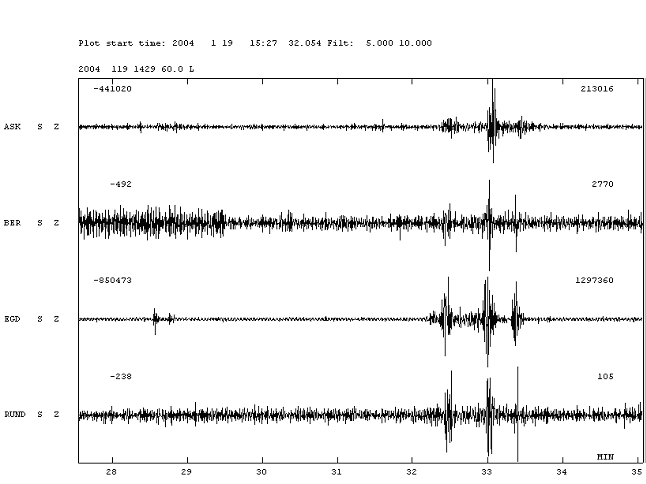 Plot start time: 2004   1 19   15:27  32.054 Filt:  5.000 10.000
2004  119 1429 60.0 L
-441020 213016
ASK  S Z
-492 2770
BER  S Z
-850473 1297360
EGD  S Z
-238 105
RUND S Z
MIN
28 29 30 31 32 33 34 35